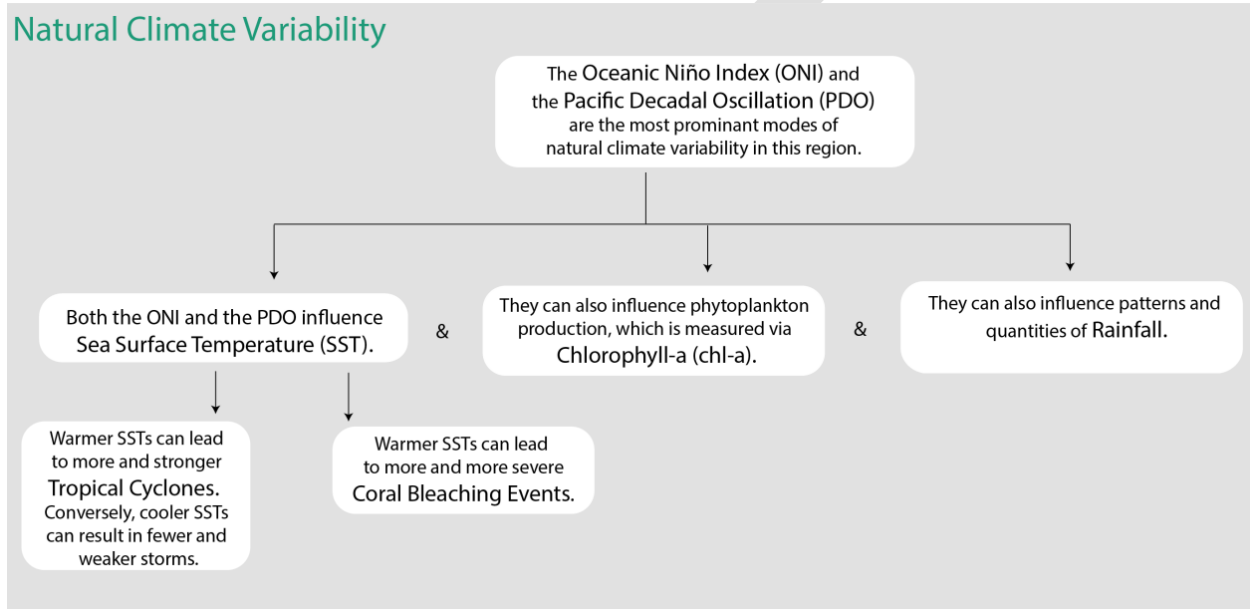 Natural Climate Variability
The Oceanic Niño Index (ONI) and
the Pacific Decadal Oscillation (PDO)
are the most prominant modes of
natural climate variability in this region.
Both the ONI and the PDO influence
Sea Surface Temperature (SST).
&
They can also influence phytoplankton
production, which is measured via
Chlorophyll-a (chl-a).
&
They can also influence patterns and
quantities of Rainfall.
Warmer SSTs can lead
to more and stronger
Tropical Cyclones.
Conversely, cooler SSTs
can result in fewer and
weaker storms.
Warmer SSTs can lead
to more and more severe
Coral Bleaching Events.